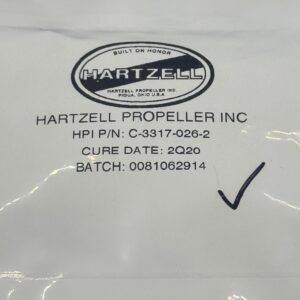 BUILT ON HONOR
HARTZELL
HARTZELL PROPELLER INC.
PIQUA, OHIO U.S.A.
HARTZELL PROPELLER INC
HPI P/N: C-3317-026-2
CURE DATE: 2Q20
BATCH: 0081062914